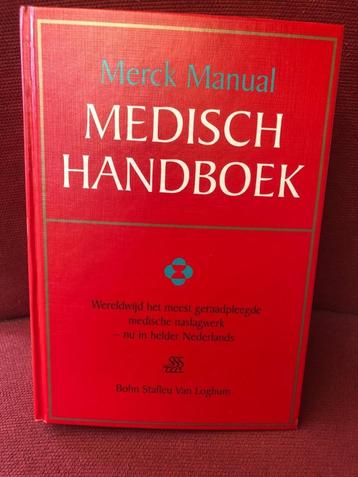 Merck Manual
MEDISCH
HANDBOEK
Wereldwijd het meest geraadpleegde
medische naslagwerk
– nu in helder Nederlands
Bohn Stafleu Van Loghum